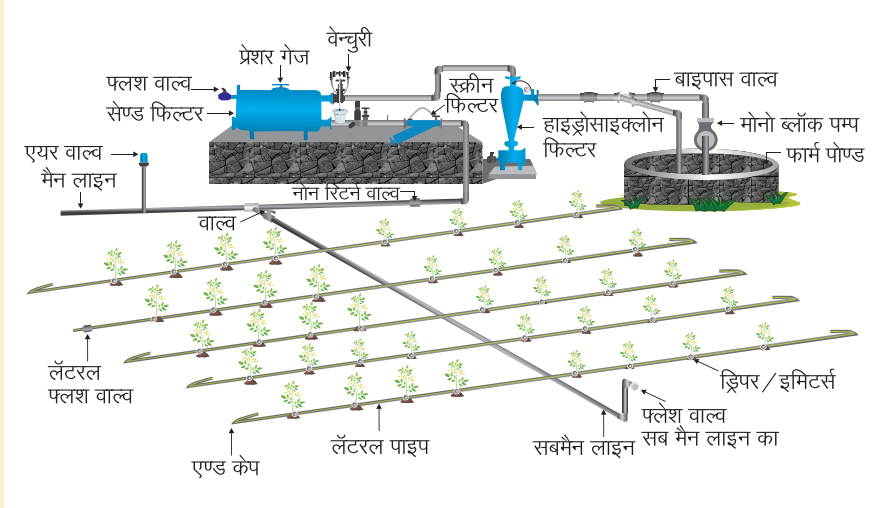 वेन्चुरी
प्रेशर गेज
फ्लश वाल्व
सेण्ड फिल्टर
स्क्रीन
फिल्टर
बाइपास वाल्व
हाइड्रोसाइक्लोन
फिल्टर
मोनो ब्लॉक पम्प
फार्म पोण्ड
एयर वाल्व
मैन लाइन
नोन रिटर्न वाल्व
वाल्व
लॅटरल
फ्लश वाल्व
ड्रिपर / इमिटर्स
फ्लेश वाल्व
सब मैन लाइन का
सबमैन लाइन
लॅटरल पाइप
एण्ड केप